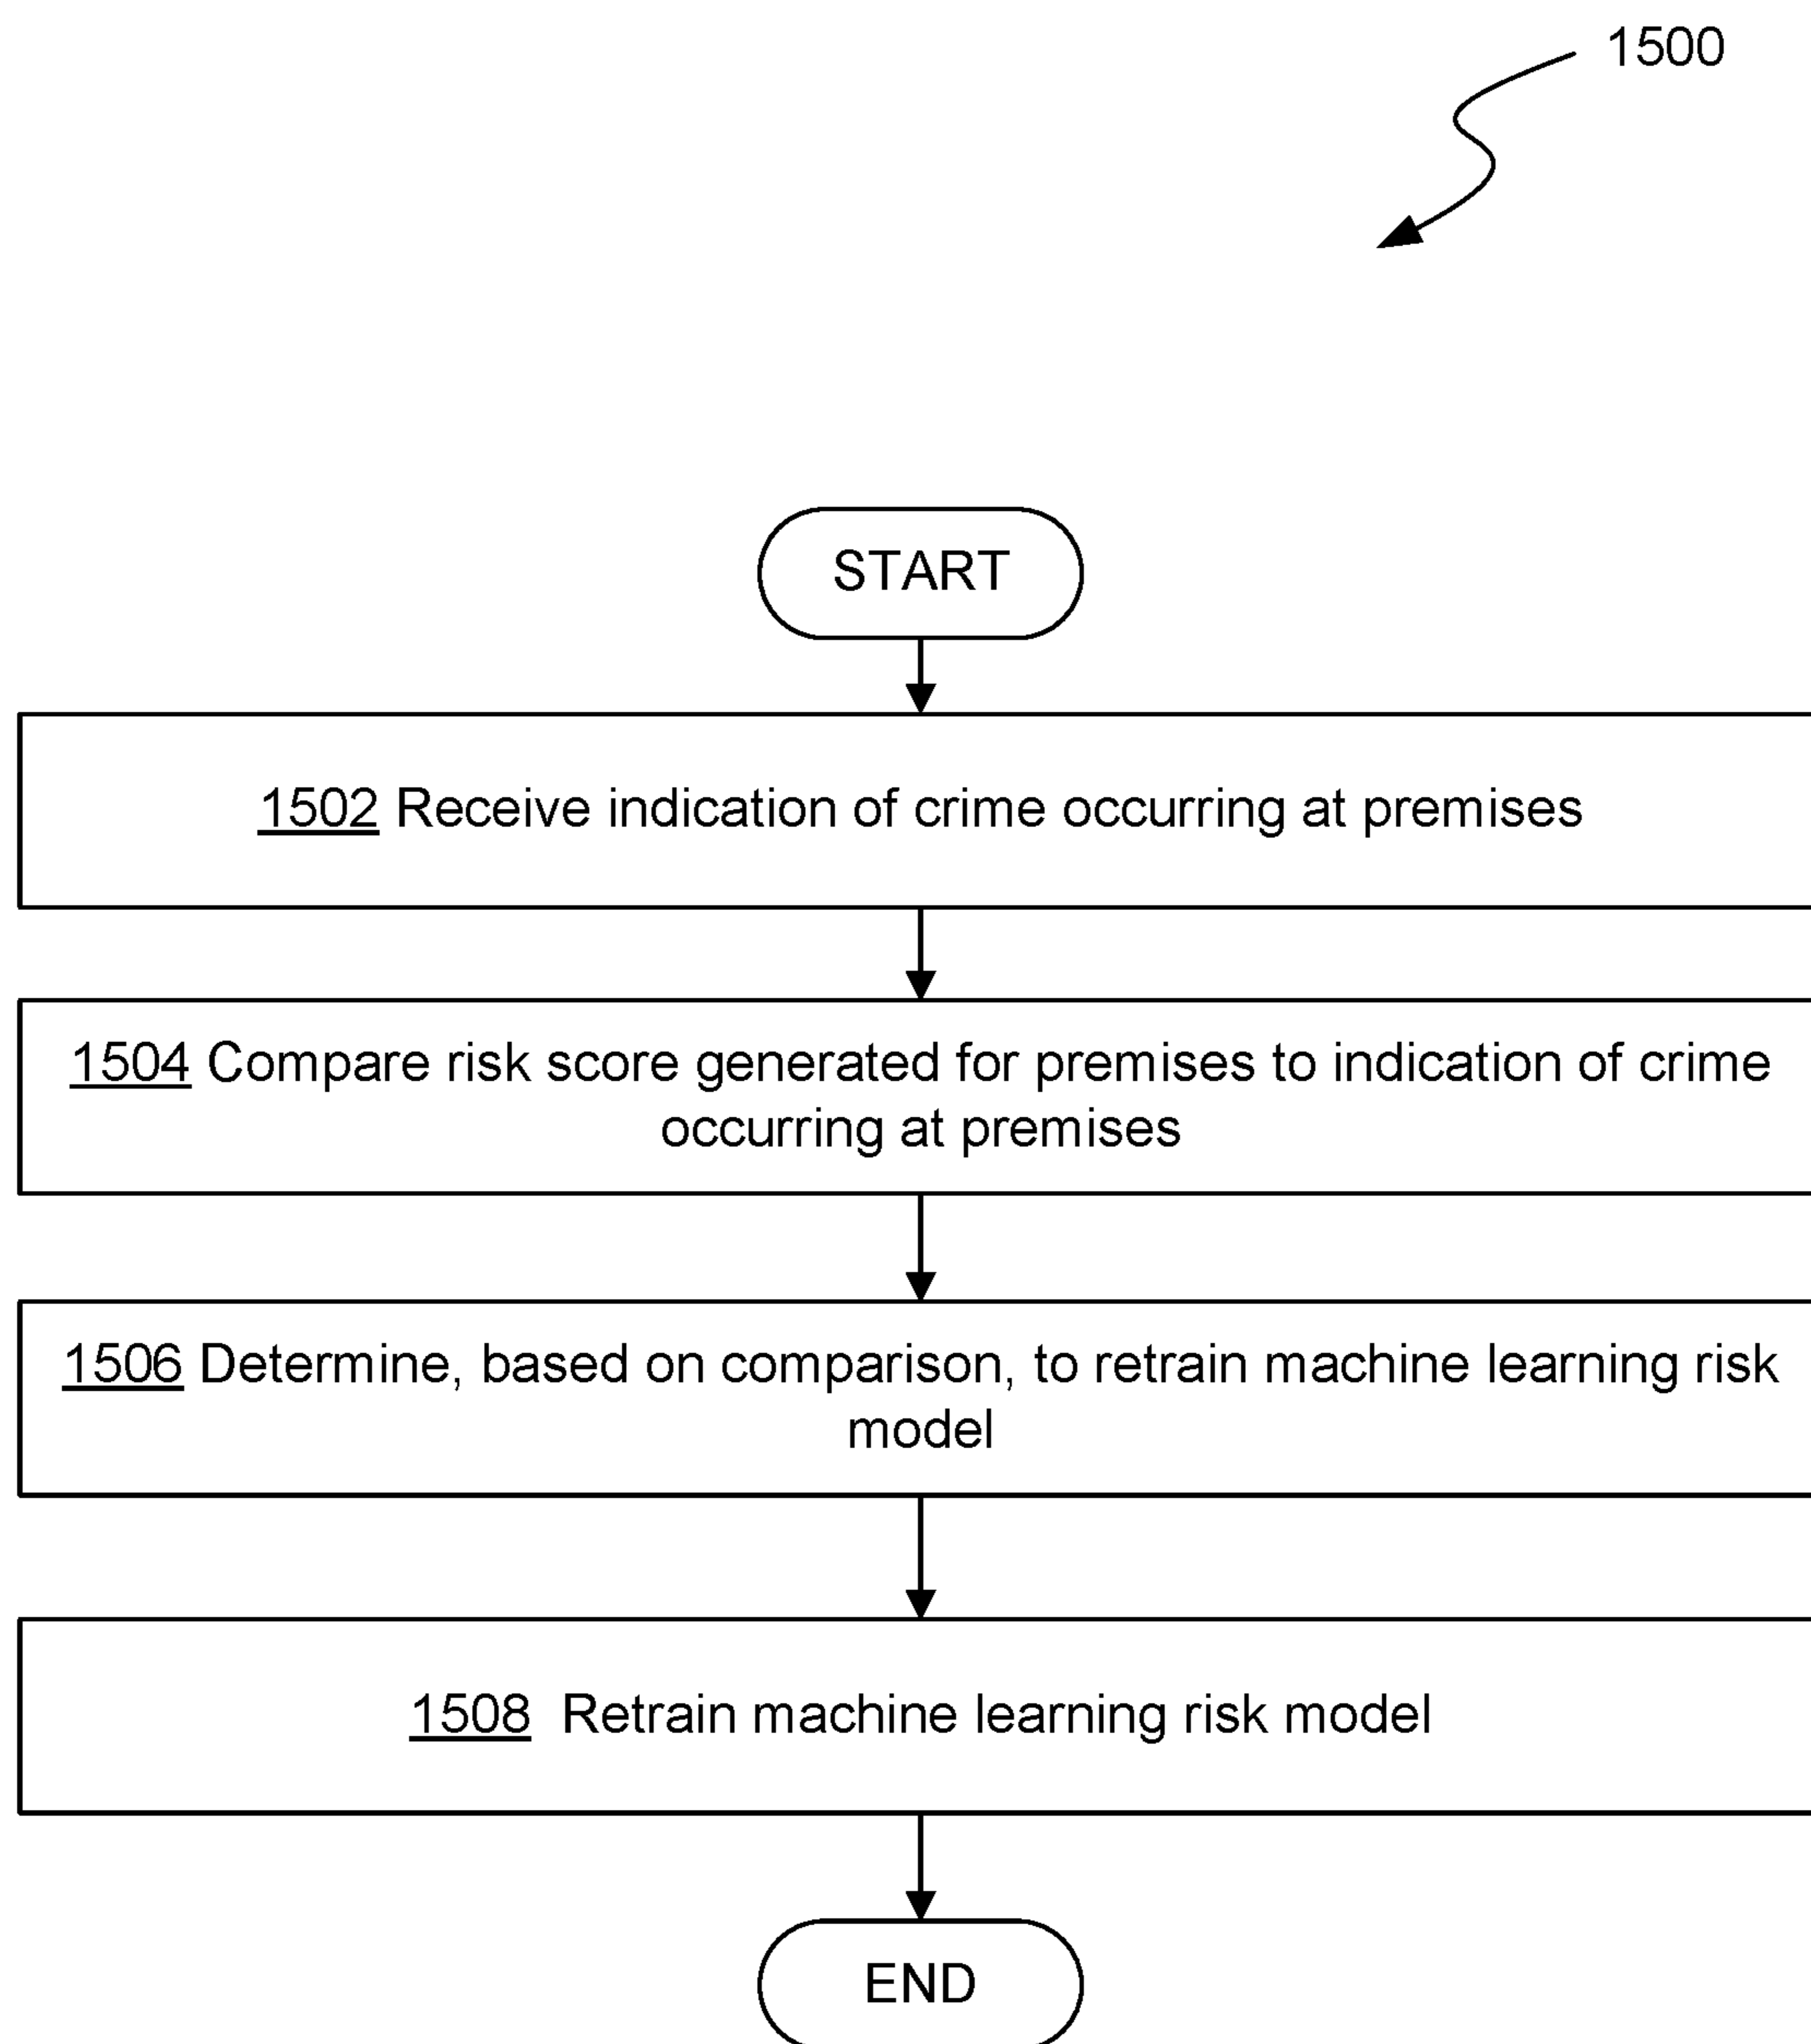 1500
START
1502 Receive indication of crime occurring at premises
1504 Compare risk score generated for premises to indication of crime
occurring at premises
1506 Determine, based on comparison, to retrain machine learning risk
model
1508 Retrain machine learning risk model
END